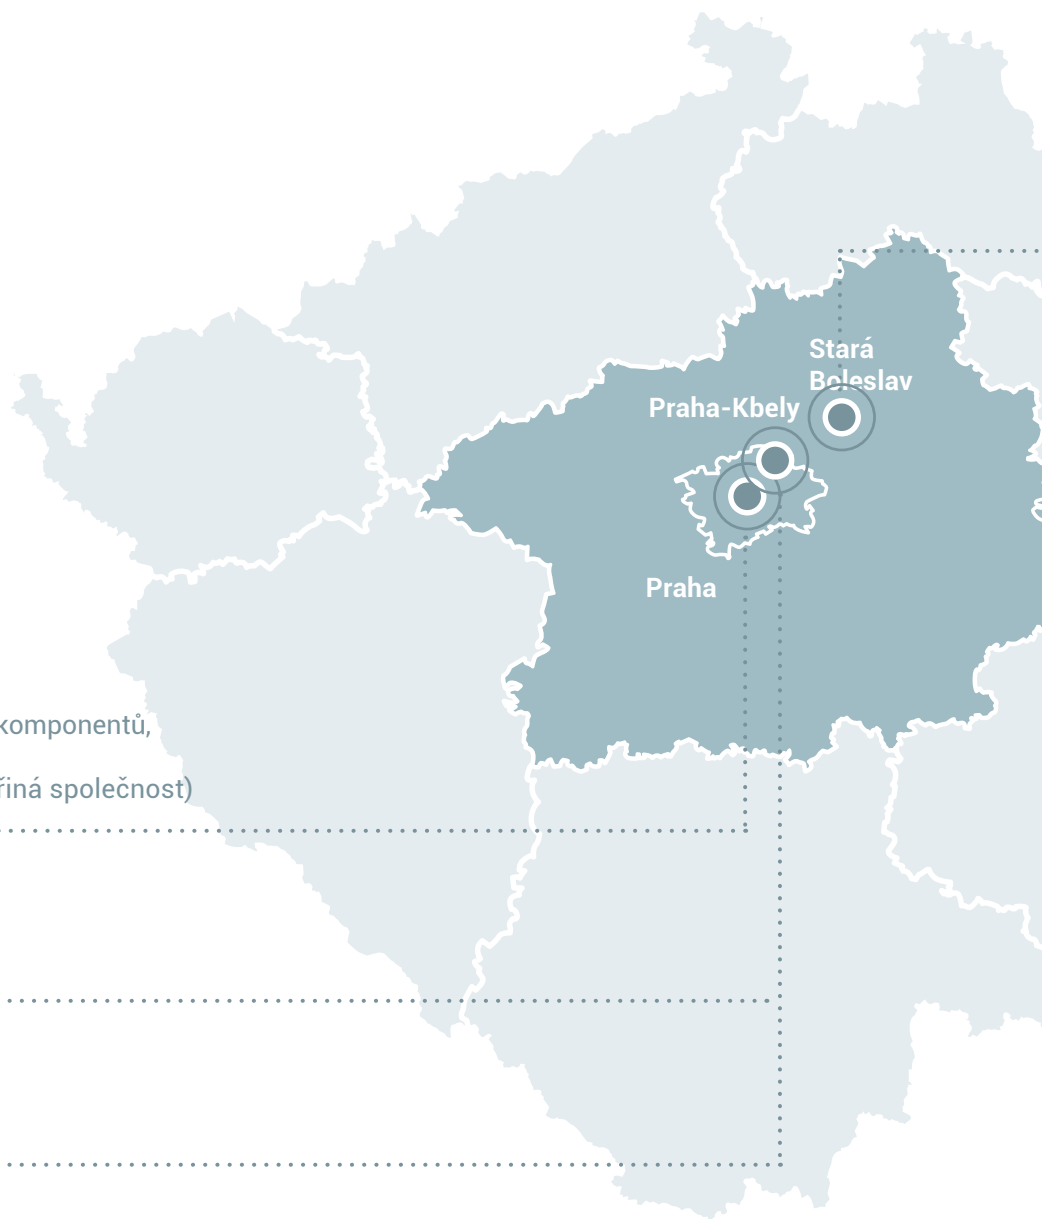 Stará
Boleslav
Praha-Kbely
Praha
komponentů,
řiná společnost)